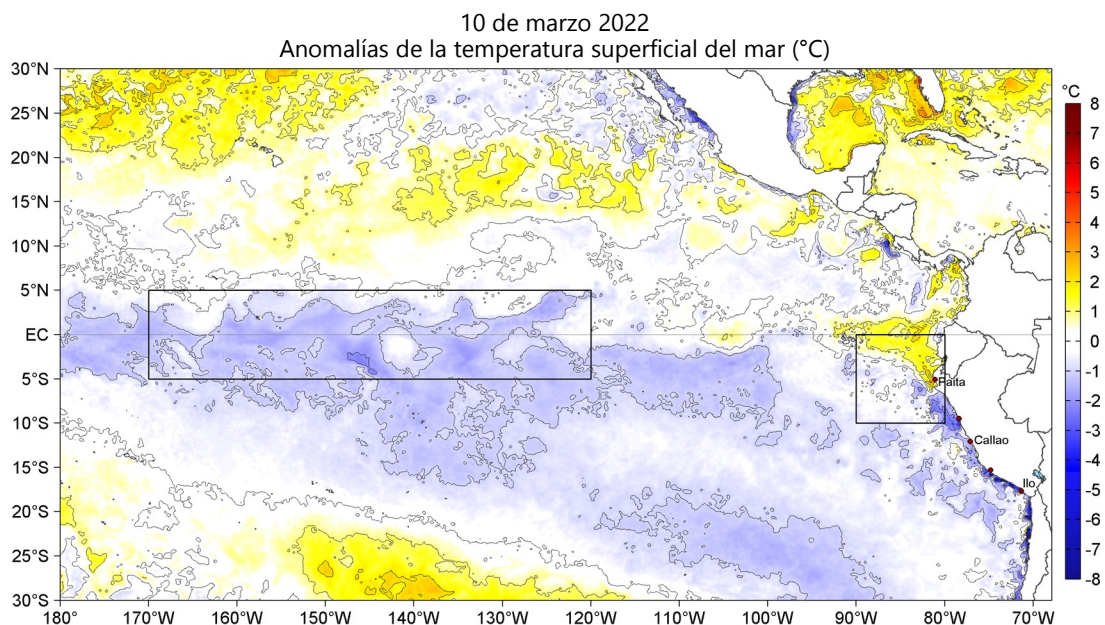 10 de marzo 2022
Anomalías de la temperatura superficial del mar (°C)
30°N
25°N
20°N
15°N
10°N
5°N
EC
5°S
10°S
15°S
20°S
25°S
30°S
180°W 170°W 160°W 150°W 140°W 130°W 120°W 110°W 100°W 90°W 80°W 70°W
Paita
Callao
Ilo
°C
8
7
6
5
4
3
2
1
0
-1
-2
-3
-4
-5
-6
-7
-8